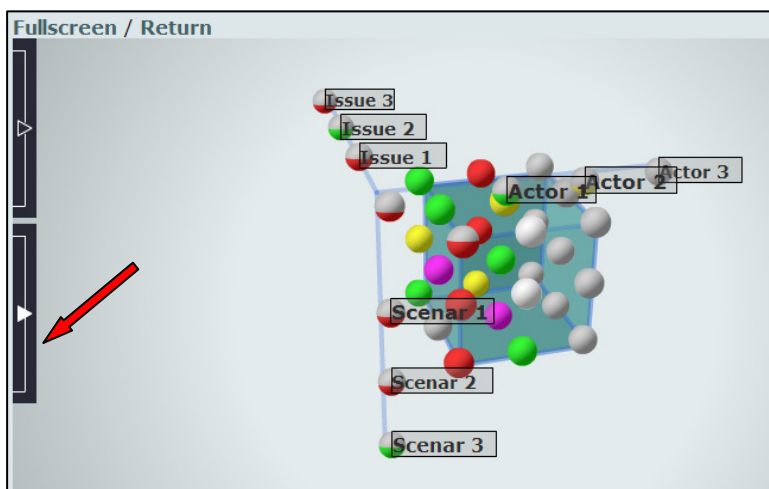 Fullscreen / Return
Issue 3
Issue 2
Issue 1
Actor 1
Actor 2
Actor 3
Scenar 1
Scenar 2
Scenar 3